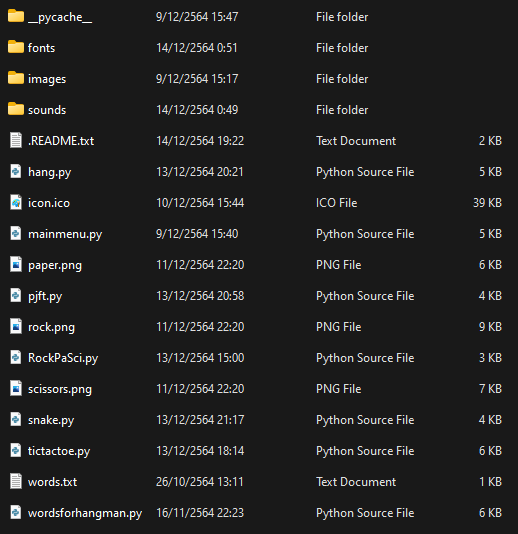 __pycache__ 9/12/2564 15:47 File folder
fonts 14/12/2564 0:51 File folder
images 9/12/2564 15:17 File folder
sounds 14/12/2564 0:49 File folder
.README.txt 14/12/2564 19:22 Text Document 2 KB
hang.py 13/12/2564 20:21 Python Source File 5 KB
icon.ico 10/12/2564 15:44 ICO File 39 KB
mainmenu.py 9/12/2564 15:40 Python Source File 5 KB
paper.png 11/12/2564 22:20 PNG File 6 KB
pjft.py 13/12/2564 20:58 Python Source File 4 KB
rock.png 11/12/2564 22:20 PNG File 9 KB
RockPaSci.py 13/12/2564 15:00 Python Source File 3 KB
scissors.png 11/12/2564 22:20 PNG File 7 KB
snake.py 13/12/2564 21:17 Python Source File 4 KB
tictactoe.py 13/12/2564 18:14 Python Source File 6 KB
words.txt 26/10/2564 13:11 Text Document 1 KB
wordsforhangman.py 16/11/2564 22:23 Python Source File 6 KB